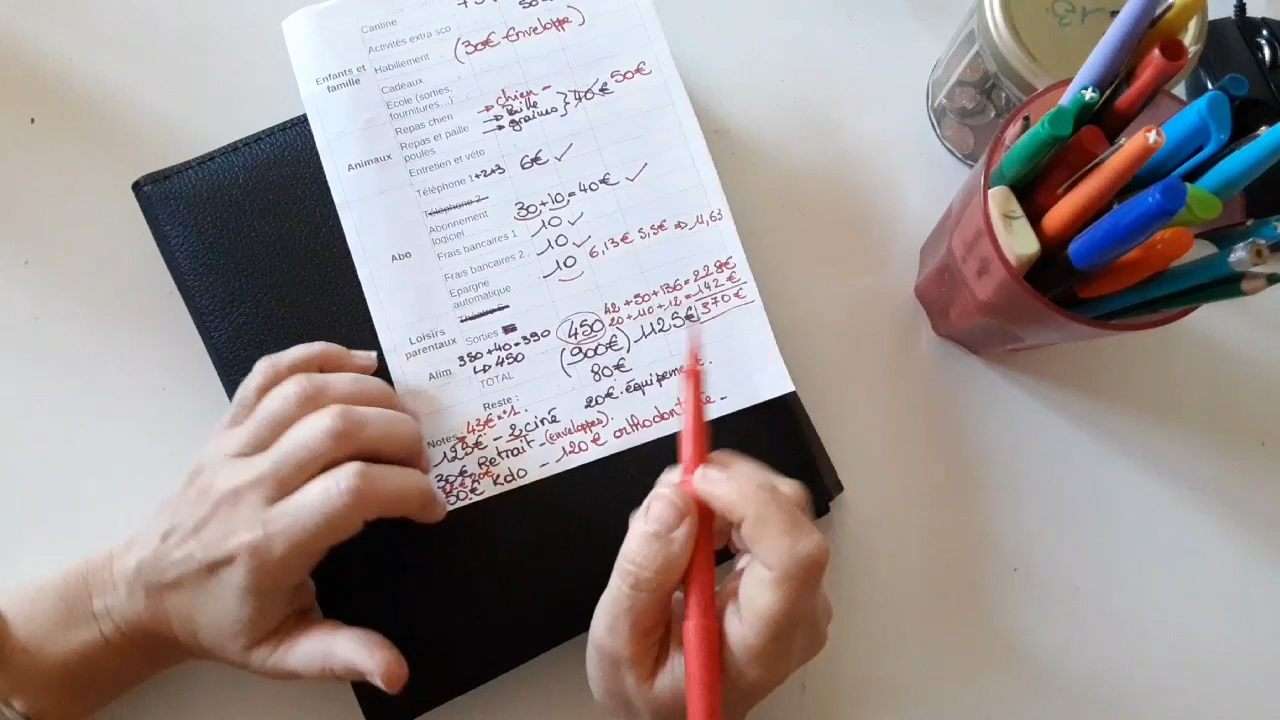 Cantine
Activités extra sco
Enfants et famille
Habillement (30€ Enveloppe)
Cadeaux
Ecole (sorties, fournitures,..)
Repas chien → chien -
Repas et paille poules → Paille → graines } 40€ 50€
Animaux
Entretien et véto
Téléphone 1+2+3 6€ ✓
Téléphone 2
Abonnement logiciel 30+10=40€ ✓
Abo
Frais bancaires 1 10 ✓
Frais bancaires 2 10 ✓ 6,13€ 5,5€ ⇒ 11,63
Epargne automatique 10
Loisirs parentaux
Sorties
42+50+136=228€
20+110+12=142€
Alim 350+40=390 450 1125€ 370€
↳ 450 (900€)
TOTAL 80€
Reste : 20€ équipement.
Notes 43€ n°1.
125€ - 2 ciné
30€ Retrait - (enveloppes).
50€ Kdo - 120€ orthodontiste -